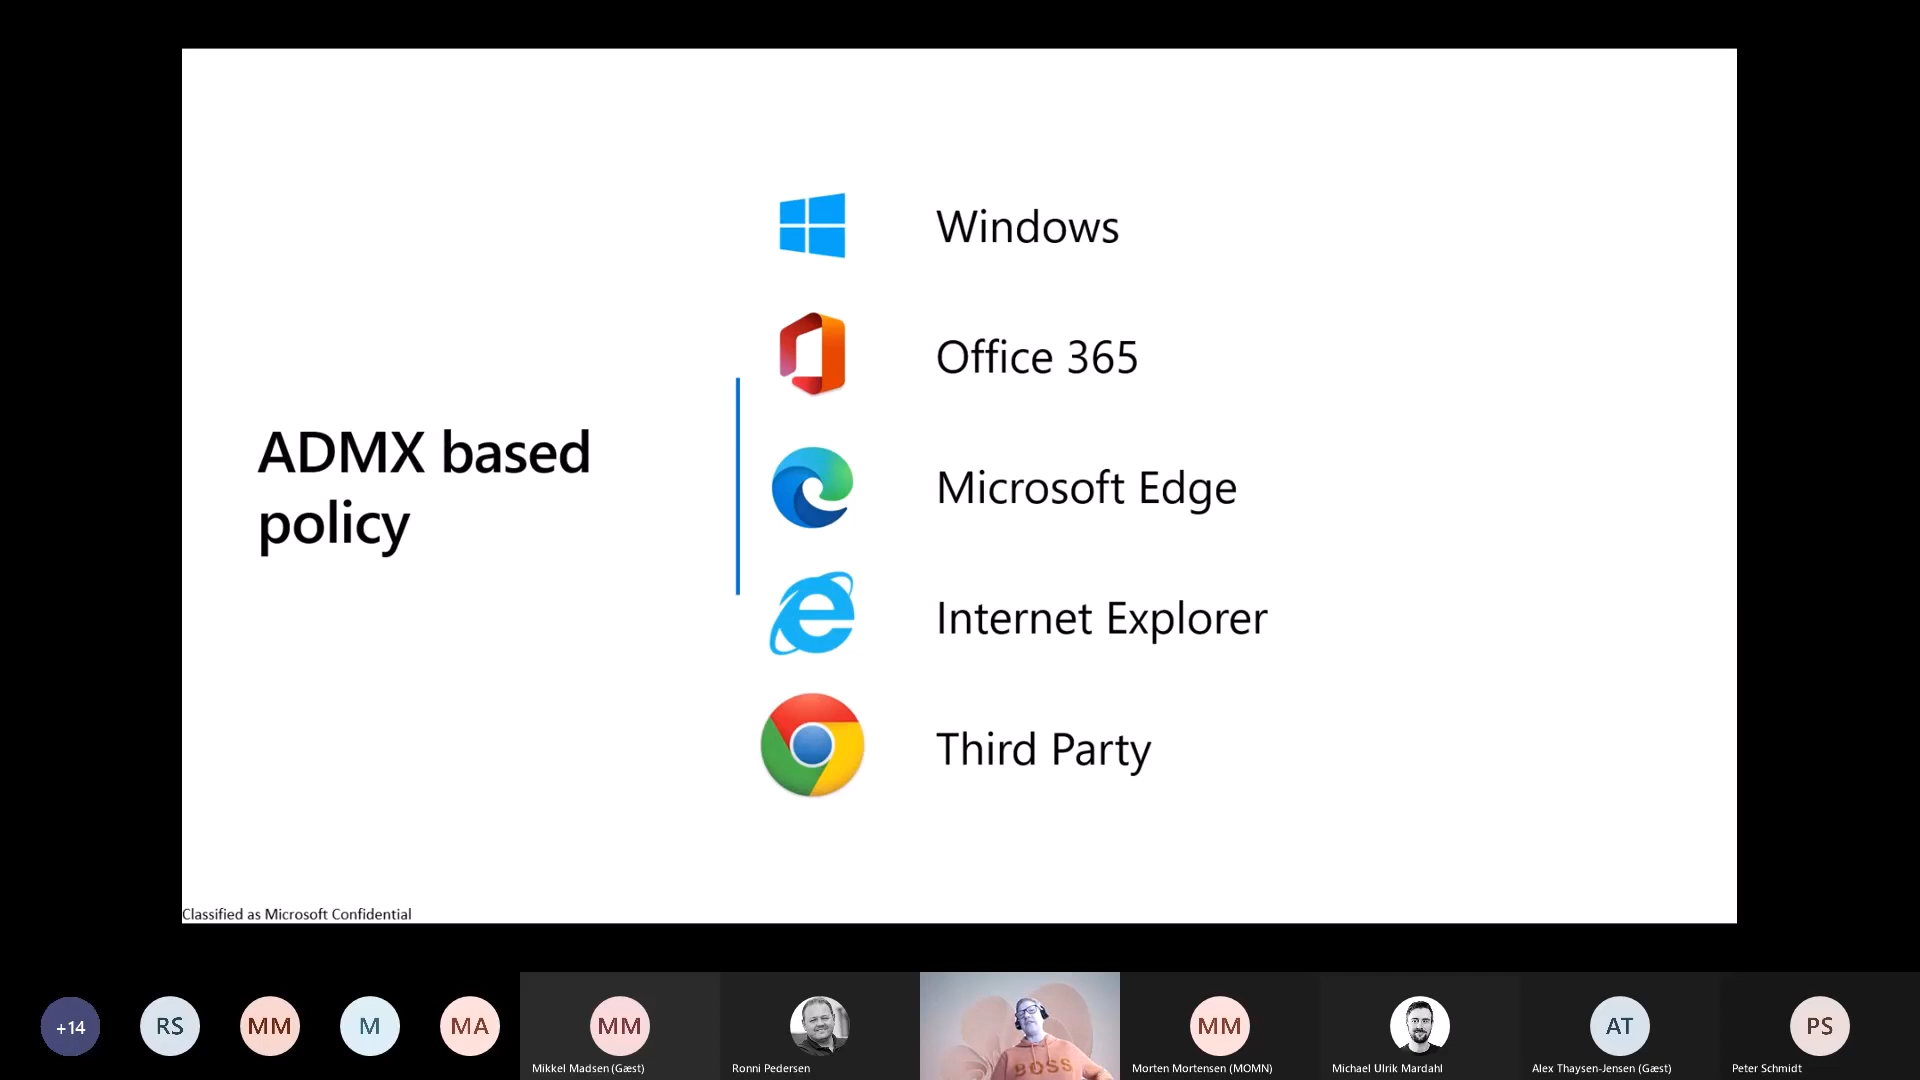 Windows
Office 365
ADMX based
policy
Microsoft Edge
Internet Explorer
Third Party
Classified as Microsoft Confidential
+14
RS
MM
M
MA
MM
Mikkel Madsen (Gæst)
Ronni Pedersen
BOSS
MM
Morten Mortensen (MOMN)
Michael Ulrik Mardahl
AT
Alex Thaysen-Jensen (Gæst)
PS
Peter Schmidt